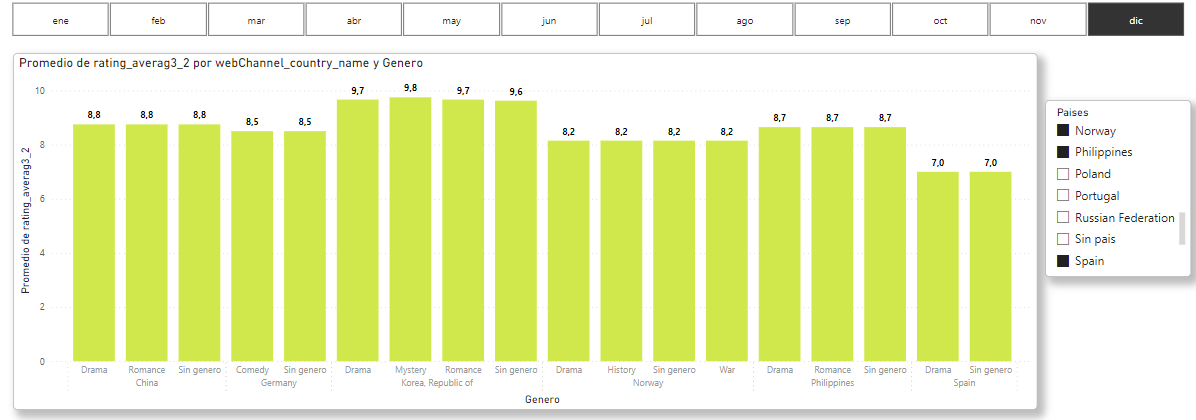 ene feb mar abr may jun jul ago sep oct nov dic
Promedio de rating_averag3_2 por webChannel_country_name y Genero
Promedio de rating_averag3_2
10
8
6
4
2
0
8,8 8,8 8,8 8,5 8,5 9,7 9,8 9,7 9,6 8,2 8,2 8,2 8,2 8,7 8,7 8,7 7,0 7,0
Drama Romance Sin genero Comedy Sin genero Drama Mystery Romance Sin genero Drama History Sin genero War Drama Romance Sin genero Drama Sin genero
China Germany Korea, Republic of Norway Philippines Spain
Genero
Paises
Norway
Philippines
Poland
Portugal
Russian Federation
Sin pais
Spain